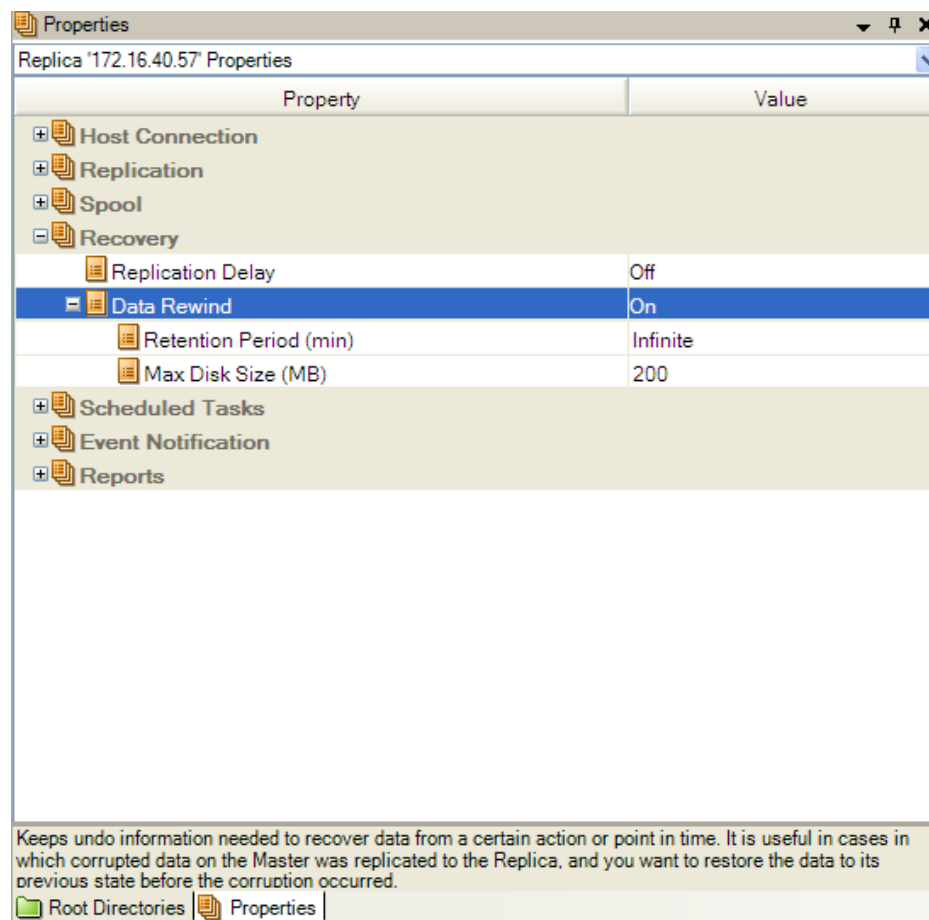 Properties
Replica '172.16.40.57' Properties
Property Value
Host Connection
Replication
Spool
Recovery
Replication Delay Off
Data Rewind On
Retention Period (min) Infinite
Max Disk Size (MB) 200
Scheduled Tasks
Event Notification
Reports
Keeps undo information needed to recover data from a certain action or point in time. It is useful in cases in
which corrupted data on the Master was replicated to the Replica, and you want to restore the data to its
previous state before the corruption occurred.
Root Directories Properties